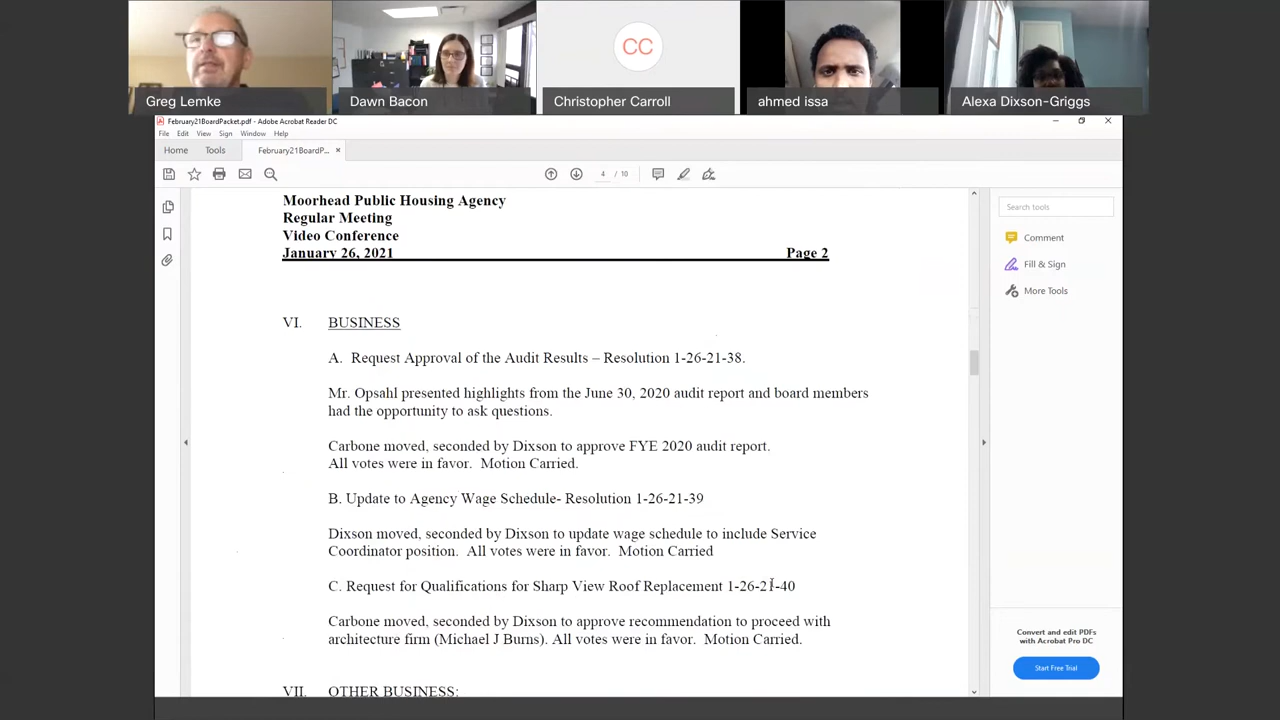 CC
Greg Lemke
Dawn Bacon
Christopher Carroll
ahmed issa
Alexa Dixson-Griggs
February21BoardPacket.pdf - Adobe Acrobat Reader DC
File Edit View Sign Window Help
Home Tools February21BoardP... ×
4 / 10
Moorhead Public Housing Agency
Regular Meeting
Video Conference
January 26, 2021 Page 2
VI. BUSINESS
A. Request Approval of the Audit Results – Resolution 1-26-21-38.
Mr. Opsahl presented highlights from the June 30, 2020 audit report and board members
had the opportunity to ask questions.
Carbone moved, seconded by Dixson to approve FYE 2020 audit report.
All votes were in favor. Motion Carried.
B. Update to Agency Wage Schedule- Resolution 1-26-21-39
Dixson moved, seconded by Dixson to update wage schedule to include Service
Coordinator position. All votes were in favor. Motion Carried
C. Request for Qualifications for Sharp View Roof Replacement 1-26-21-40
Carbone moved, seconded by Dixson to approve recommendation to proceed with
architecture firm (Michael J Burns). All votes were in favor. Motion Carried.
VII. OTHER BUSINESS:
Search tools
Comment
Fill & Sign
More Tools
Convert and edit PDFs
with Acrobat Pro DC
Start Free Trial